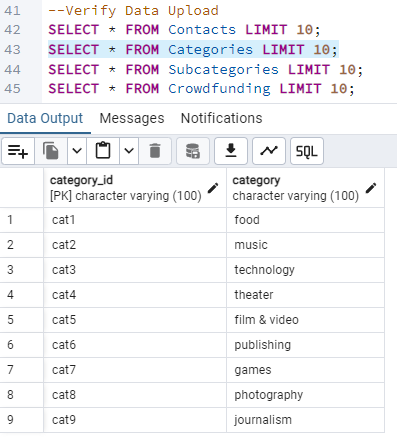 41 --Verify Data Upload
42 SELECT * FROM Contacts LIMIT 10;
43 SELECT * FROM Categories LIMIT 10;
44 SELECT * FROM Subcategories LIMIT 10;
45 SELECT * FROM Crowdfunding LIMIT 10;
Data Output Messages Notifications
SQL
category_id category
[PK] character varying (100) character varying (100)
1 cat1 food
2 cat2 music
3 cat3 technology
4 cat4 theater
5 cat5 film & video
6 cat6 publishing
7 cat7 games
8 cat8 photography
9 cat9 journalism